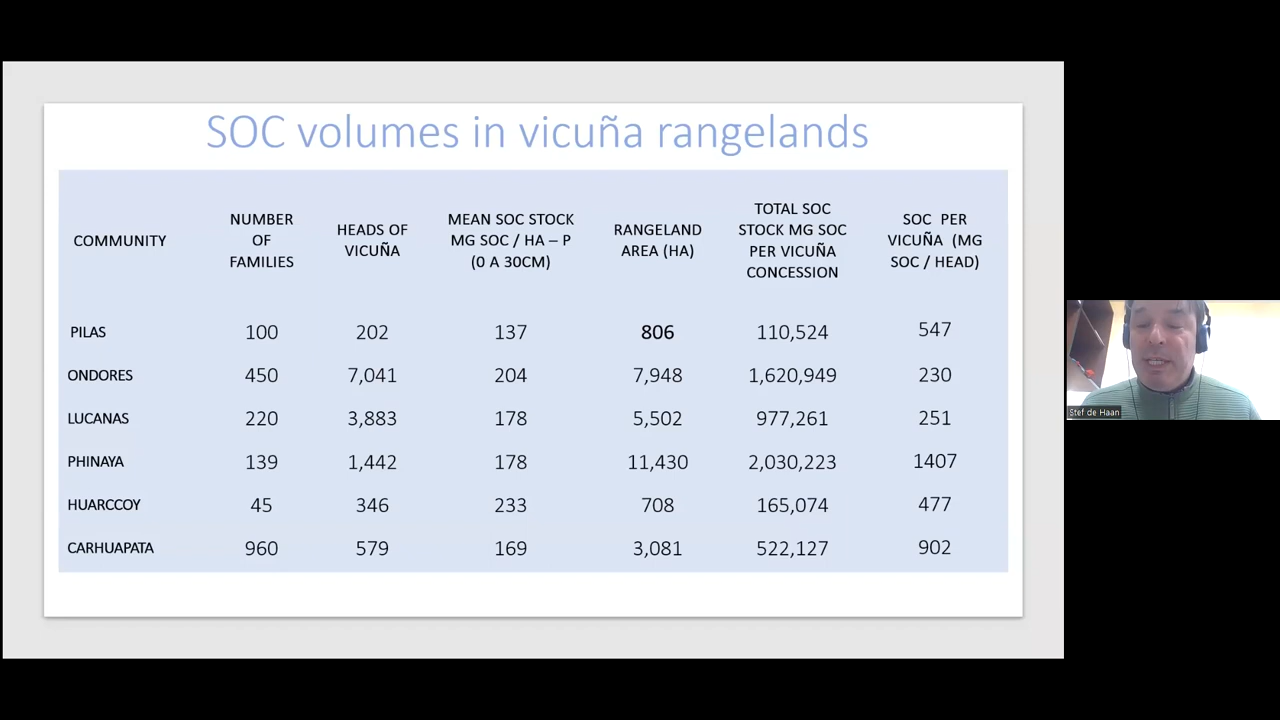 SOC volumes in vicuña rangelands
COMMUNITY
NUMBER
OF
FAMILIES
HEADS OF
VICUÑA
MEAN SOC STOCK
MG SOC / HA – P
(0 A 30CM)
RANGELAND
AREA (HA)
TOTAL SOC
STOCK MG SOC
PER VICUÑA
CONCESSION
SOC PER
VICUÑA (MG
SOC / HEAD)
PILAS 100 202 137 806 110,524 547
ONDORES 450 7,041 204 7,948 1,620,949 230
LUCANAS 220 3,883 178 5,502 977,261 251
PHINAYA 139 1,442 178 11,430 2,030,223 1407
HUARCCOY 45 346 233 708 165,074 477
CARHUAPATA 960 579 169 3,081 522,127 902
Stef de Haan